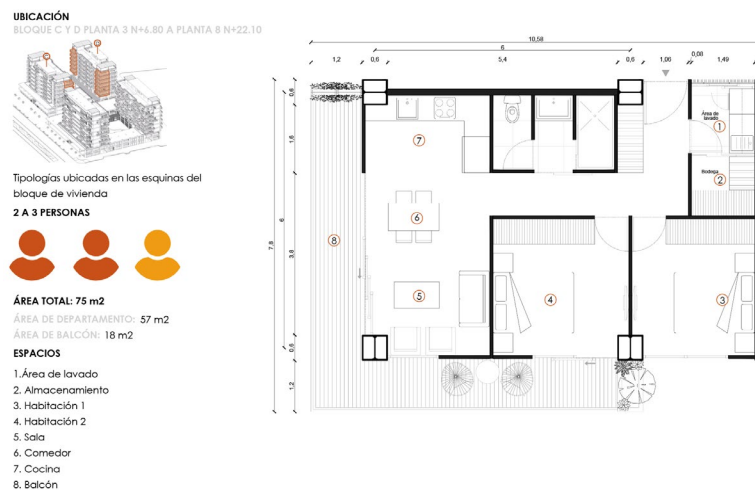 UBICACIÓN
BLOQUE C Y D PLANTA 3 N+6.80 A PLANTA 8 N+22.10
C
D
Tipologías ubicadas en las esquinas del
bloque de vivienda
2 A 3 PERSONAS
ÁREA TOTAL: 75 m2
ÁREA DE DEPARTAMENTO: 57 m2
ÁREA DE BALCÓN: 18 m2
ESPACIOS
1.Área de lavado
2. Almacenamiento
3. Habitación 1
4. Habitación 2
5. Sala
6. Comedor
7. Cocina
8. Balcón
10,58
6
1,2
0,6
5,4
0,6
1,06
0,08
1,49
7,8
6
0,6
1,6
3,8
0,6
1,2
Área de
lavado
1
Bodega
2
7
6
8
5
4
3